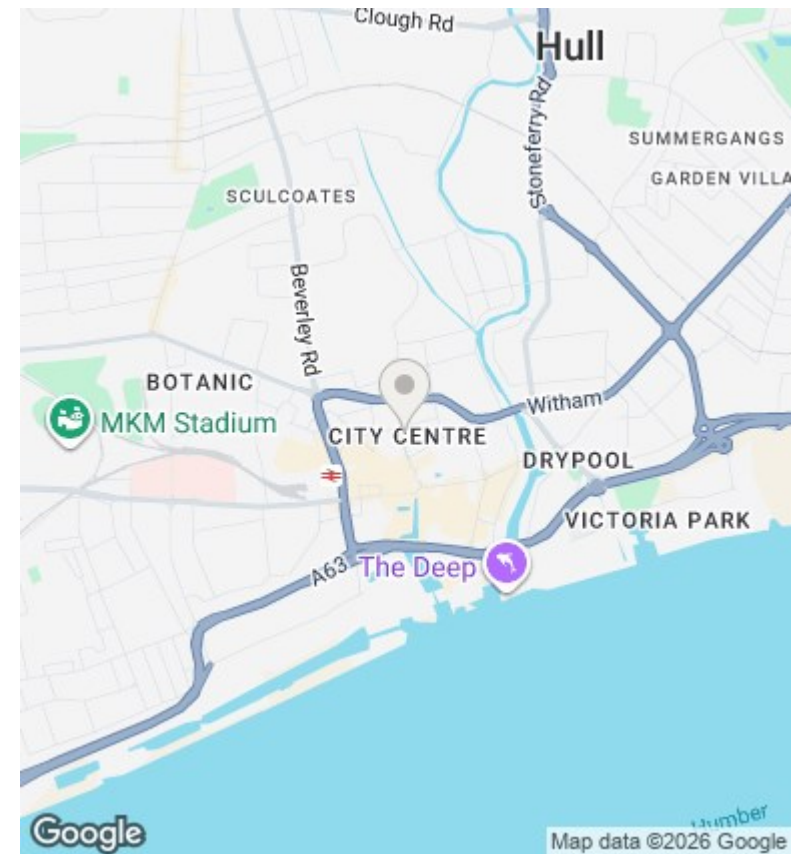 Clough Rd
Hull
Stoneferry Rd
SUMMERGANGS
GARDEN VILLA
SCULCOATES
Beverley Rd
BOTANIC
MKM Stadium
CITY CENTRE
Witham
DRYPOOL
VICTORIA PARK
The Deep
A63
Humber
Google
Map data ©2026 Google